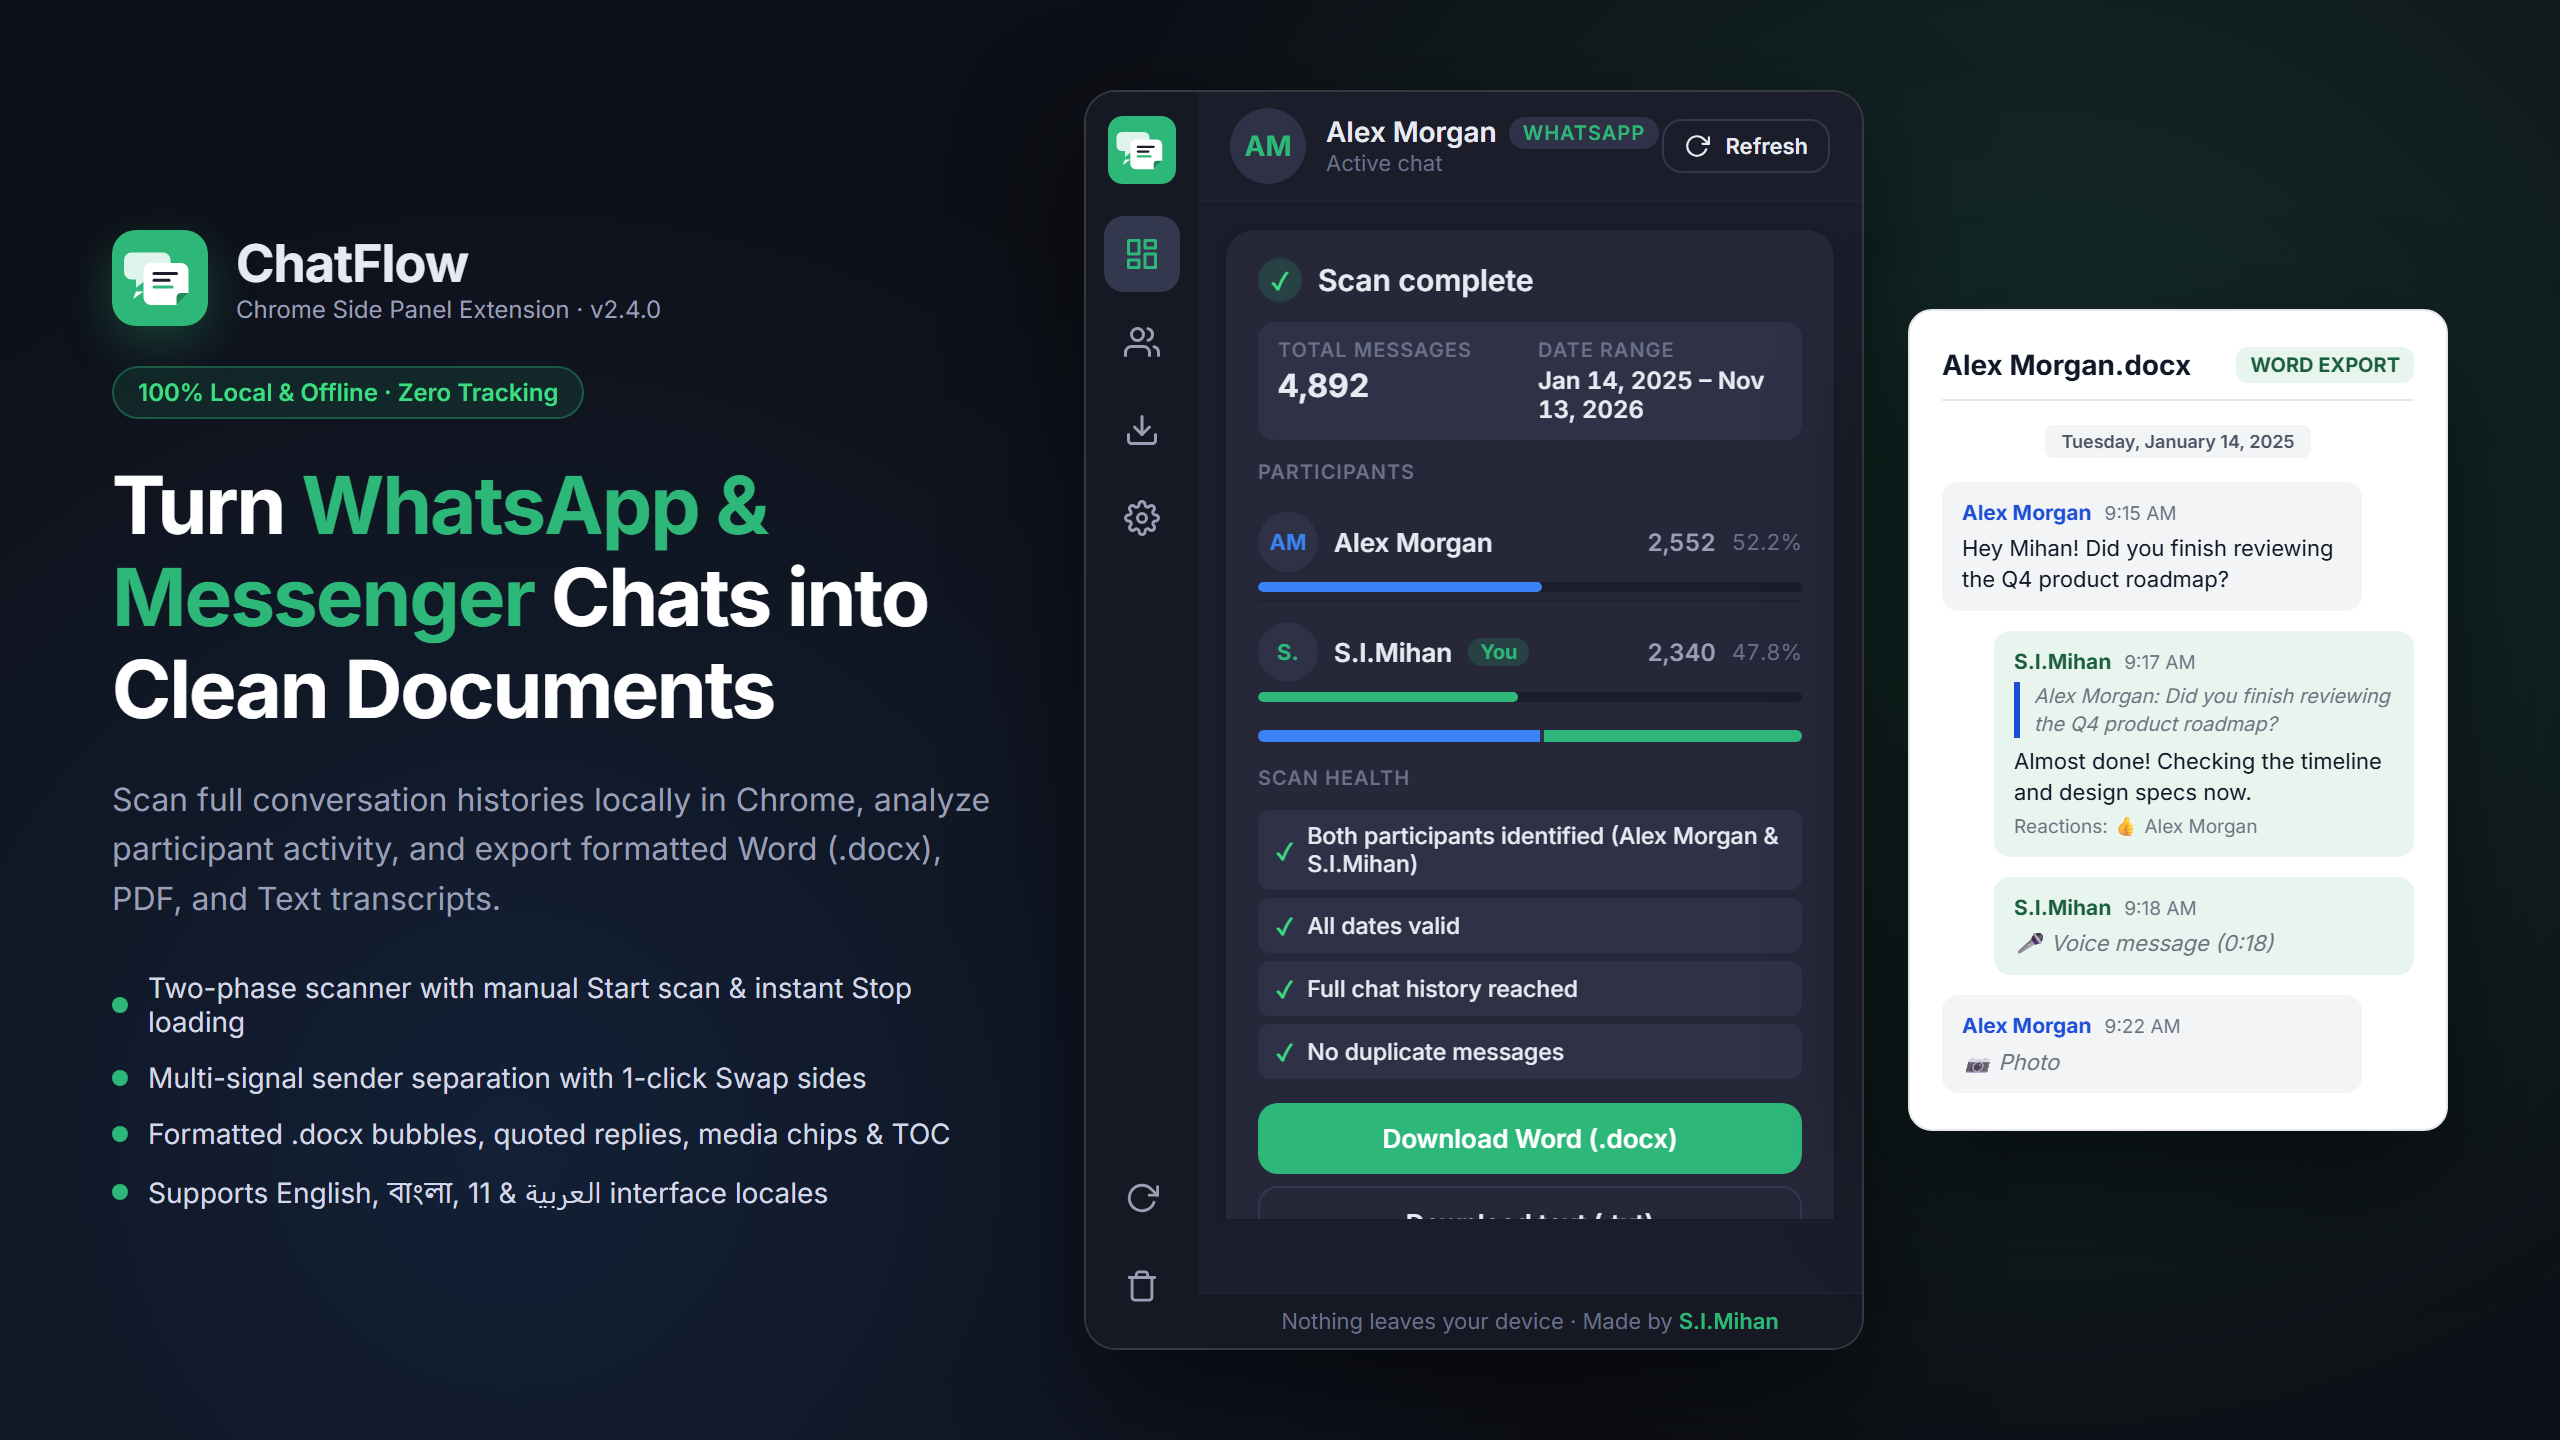 ChatFlow
Chrome Side Panel Extension · v2.4.0
100% Local & Offline · Zero Tracking
Turn WhatsApp &
Messenger Chats into
Clean Documents
Scan full conversation histories locally in Chrome, analyze
participant activity, and export formatted Word (.docx),
PDF, and Text transcripts.
Two-phase scanner with manual Start scan & instant Stop
loading
Multi-signal sender separation with 1-click Swap sides
Formatted .docx bubbles, quoted replies, media chips & TOC
Supports English, বাংলা, العربية & 11 interface locales
AM
Alex Morgan WHATSAPP
Active chat
Refresh
✓ Scan complete
TOTAL MESSAGES
4,892
DATE RANGE
Jan 14, 2025 – Nov
13, 2026
PARTICIPANTS
AM Alex Morgan 2,552 52.2%
S. S.I.Mihan You 2,340 47.8%
SCAN HEALTH
✓ Both participants identified (Alex Morgan &
S.I.Mihan)
✓ All dates valid
✓ Full chat history reached
✓ No duplicate messages
Download Word (.docx)
Download text (.txt)
Nothing leaves your device · Made by S.I.Mihan
Alex Morgan.docx WORD EXPORT
Tuesday, January 14, 2025
Alex Morgan 9:15 AM
Hey Mihan! Did you finish reviewing
the Q4 product roadmap?
S.I.Mihan 9:17 AM
Alex Morgan: Did you finish reviewing
the Q4 product roadmap?
Almost done! Checking the timeline
and design specs now.
Reactions: 👍 Alex Morgan
S.I.Mihan 9:18 AM
🎤 Voice message (0:18)
Alex Morgan 9:22 AM
📷 Photo